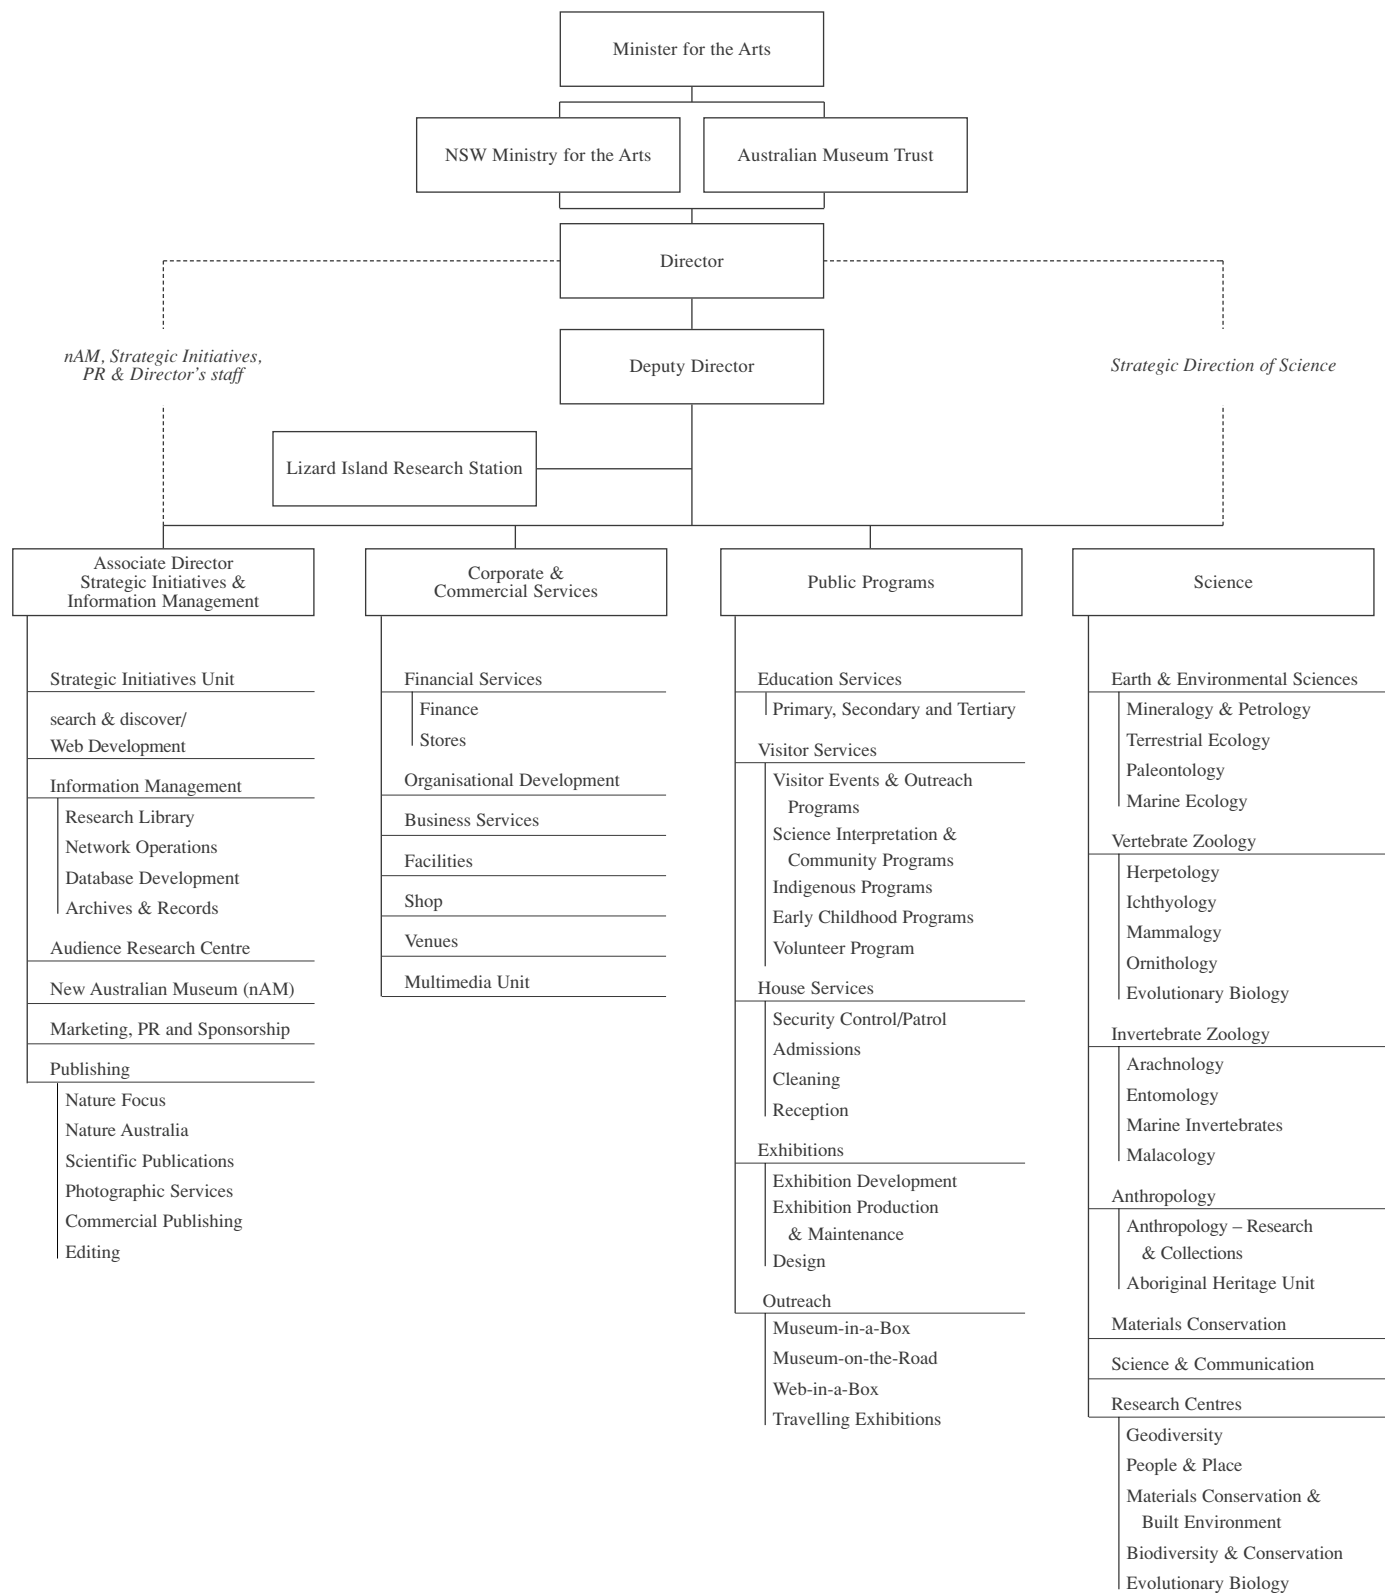 Minister for the Arts
NSW Ministry for the Arts
Australian Museum Trust
Director
nAM, Strategic Initiatives,
PR & Director's staff
Deputy Director
Strategic Direction of Science
Lizard Island Research Station
Associate Director
Strategic Initiatives &
Information Management
Strategic Initiatives Unit
search & discover/
Web Development
Information Management
Research Library
Network Operations
Database Development
Archives & Records
Audience Research Centre
New Australian Museum (nAM)
Marketing, PR and Sponsorship
Publishing
Nature Focus
Nature Australia
Scientific Publications
Photographic Services
Commercial Publishing
Editing
Corporate &
Commercial Services
Financial Services
Finance
Stores
Organisational Development
Business Services
Facilities
Shop
Venues
Multimedia Unit
Public Programs
Education Services
Primary, Secondary and Tertiary
Visitor Services
Visitor Events & Outreach
Programs
Science Interpretation &
Community Programs
Indigenous Programs
Early Childhood Programs
Volunteer Program
House Services
Security Control/Patrol
Admissions
Cleaning
Reception
Exhibitions
Exhibition Development
Exhibition Production
& Maintenance
Design
Outreach
Museum-in-a-Box
Museum-on-the-Road
Web-in-a-Box
Travelling Exhibitions
Science
Earth & Environmental Sciences
Mineralogy & Petrology
Terrestrial Ecology
Paleontology
Marine Ecology
Vertebrate Zoology
Herpetology
Ichthyology
Mammalogy
Ornithology
Evolutionary Biology
Invertebrate Zoology
Arachnology
Entomology
Marine Invertebrates
Malacology
Anthropology
Anthropology – Research
& Collections
Aboriginal Heritage Unit
Materials Conservation
Science & Communication
Research Centres
Geodiversity
People & Place
Materials Conservation &
Built Environment
Biodiversity & Conservation
Evolutionary Biology